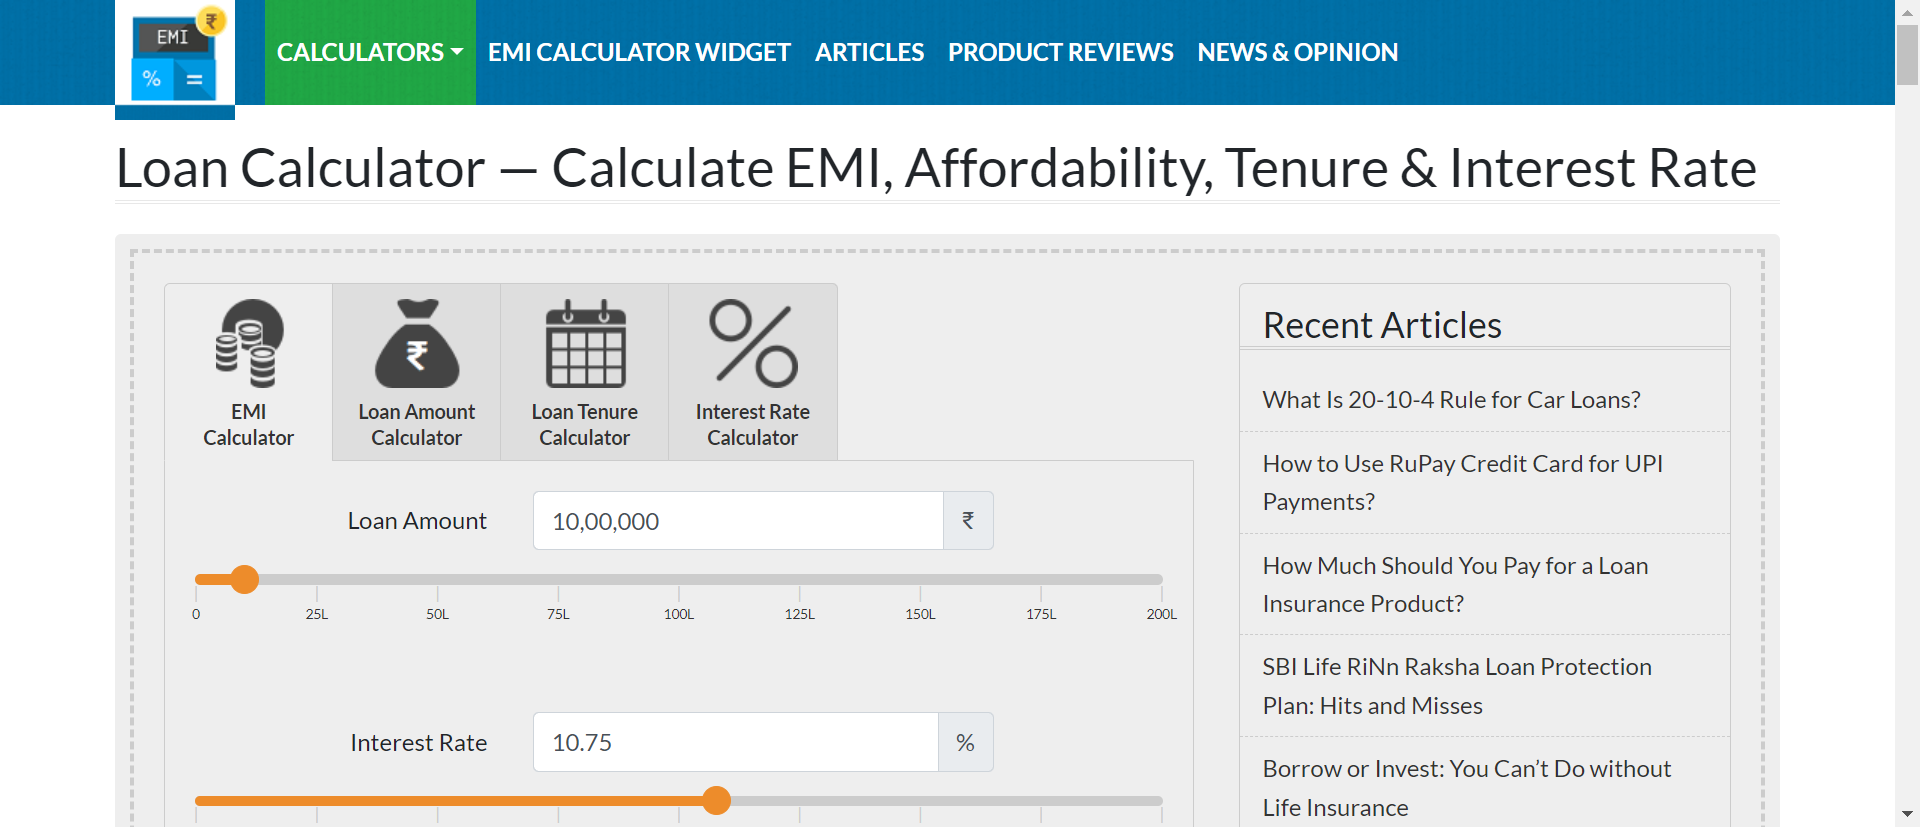 EMI
₹
%
=
CALCULATORS
EMI CALCULATOR WIDGET
ARTICLES
PRODUCT REVIEWS
NEWS & OPINION
Loan Calculator — Calculate EMI, Affordability, Tenure & Interest Rate
EMI
Calculator
₹
Loan Amount
Calculator
Loan Tenure
Calculator
Interest Rate
Calculator
Loan Amount
10,00,000
₹
0
25L
50L
75L
100L
125L
150L
175L
200L
Interest Rate
10.75
%
Recent Articles
What Is 20-10-4 Rule for Car Loans?
How to Use RuPay Credit Card for UPI
Payments?
How Much Should You Pay for a Loan
Insurance Product?
SBI Life RiNn Raksha Loan Protection
Plan: Hits and Misses
Borrow or Invest: You Can’t Do without
Life Insurance